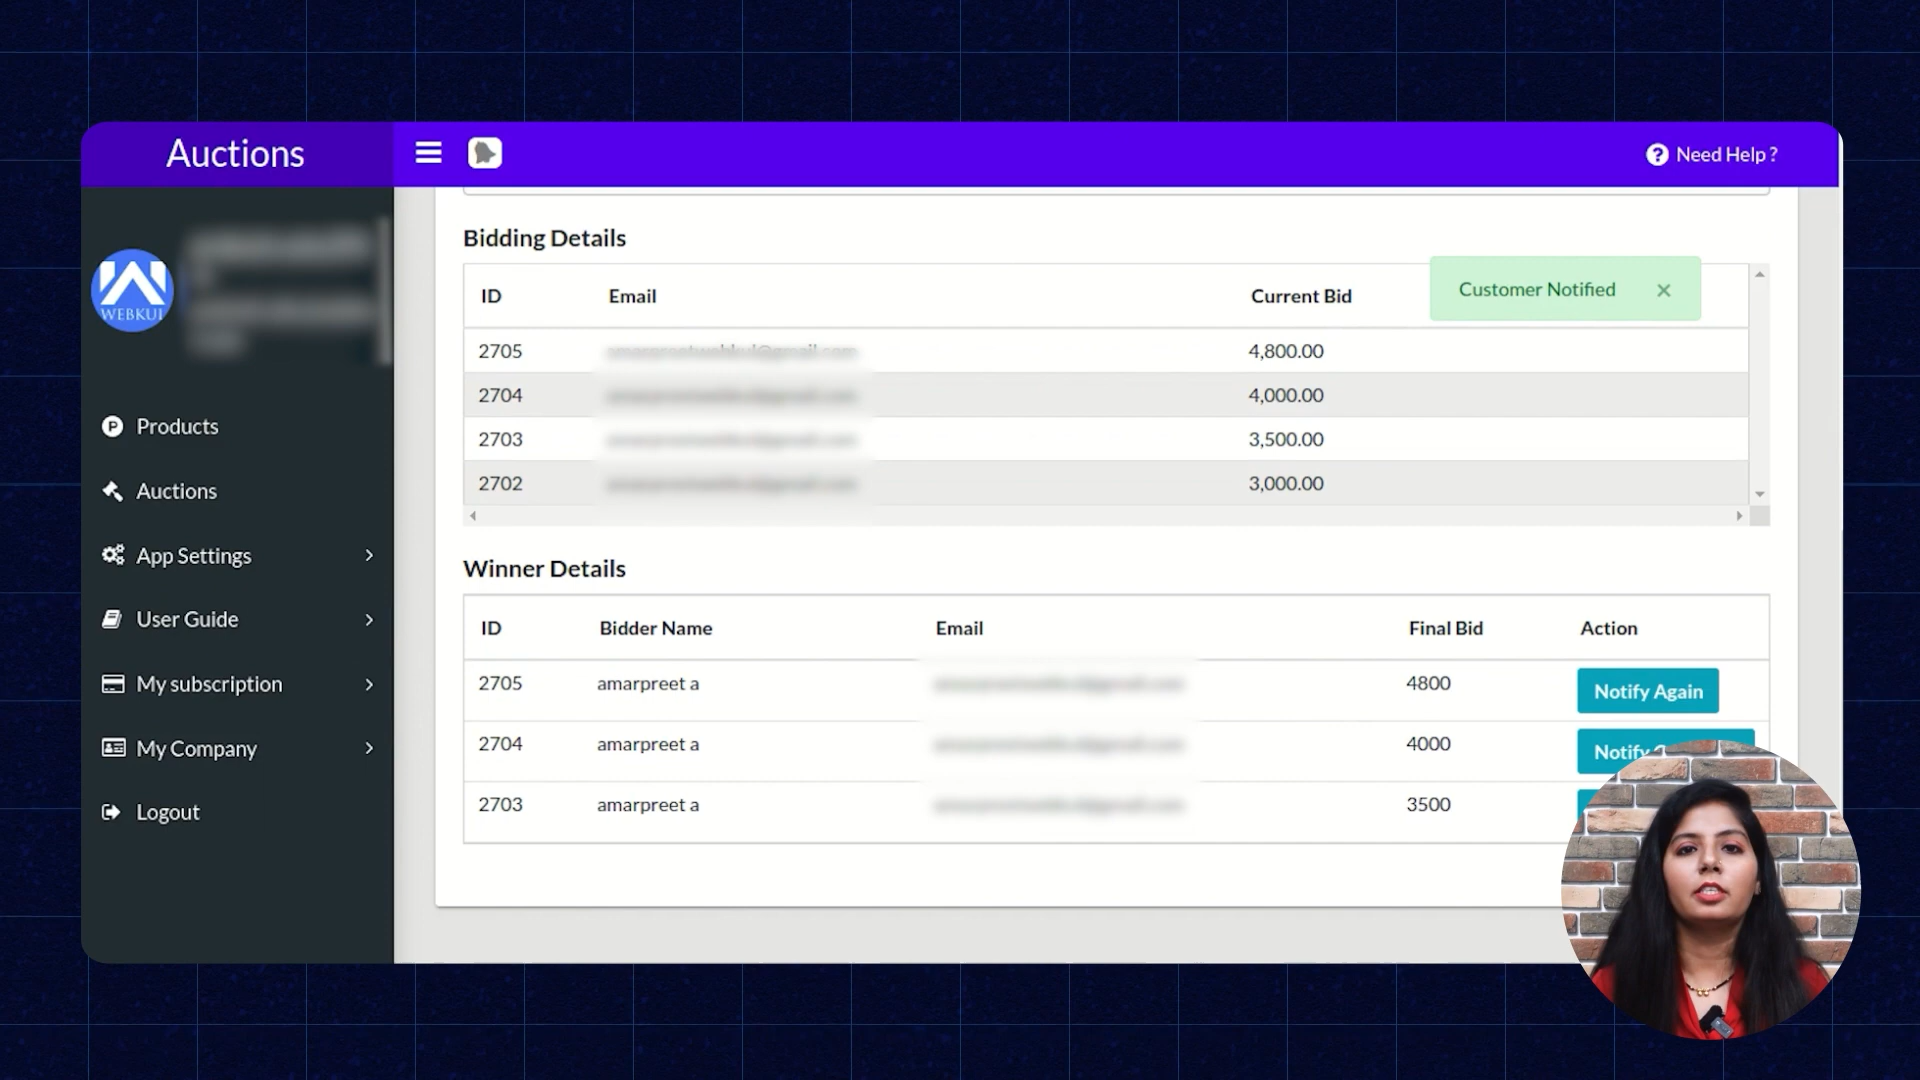 Auctions
Need Help ?
WEBKUL
Products
Auctions
App Settings
User Guide
My subscription
My Company
Logout
Bidding Details
ID Email Current Bid
Customer Notified ×
2705 4,800.00
2704 4,000.00
2703 3,500.00
2702 3,000.00
Winner Details
ID Bidder Name Email Final Bid Action
2705 amarpreet a 4800 Notify Again
2704 amarpreet a 4000 Notify
2703 amarpreet a 3500